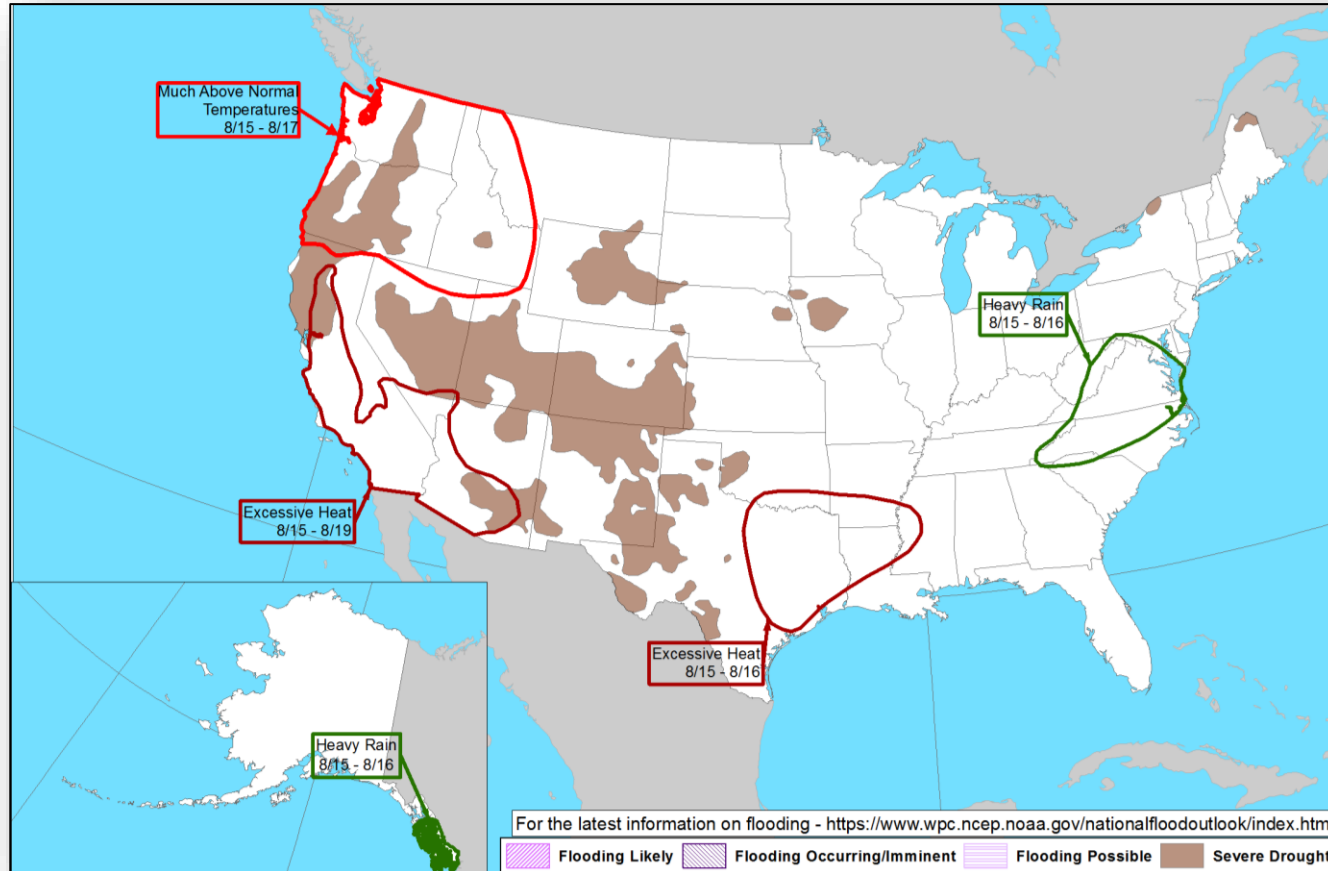 Much Above Normal
Temperatures
8/15 - 8/17
Heavy Rain
8/15 - 8/16
Excessive Heat
8/15 - 8/19
Excessive Heat
8/15 - 8/16
Heavy Rain
8/15 - 8/16
For the latest information on flooding - https://www.wpc.ncep.noaa.gov/nationalfloodoutlook/index.htm
Flooding Likely Flooding Occurring/Imminent Flooding Possible Severe Drought